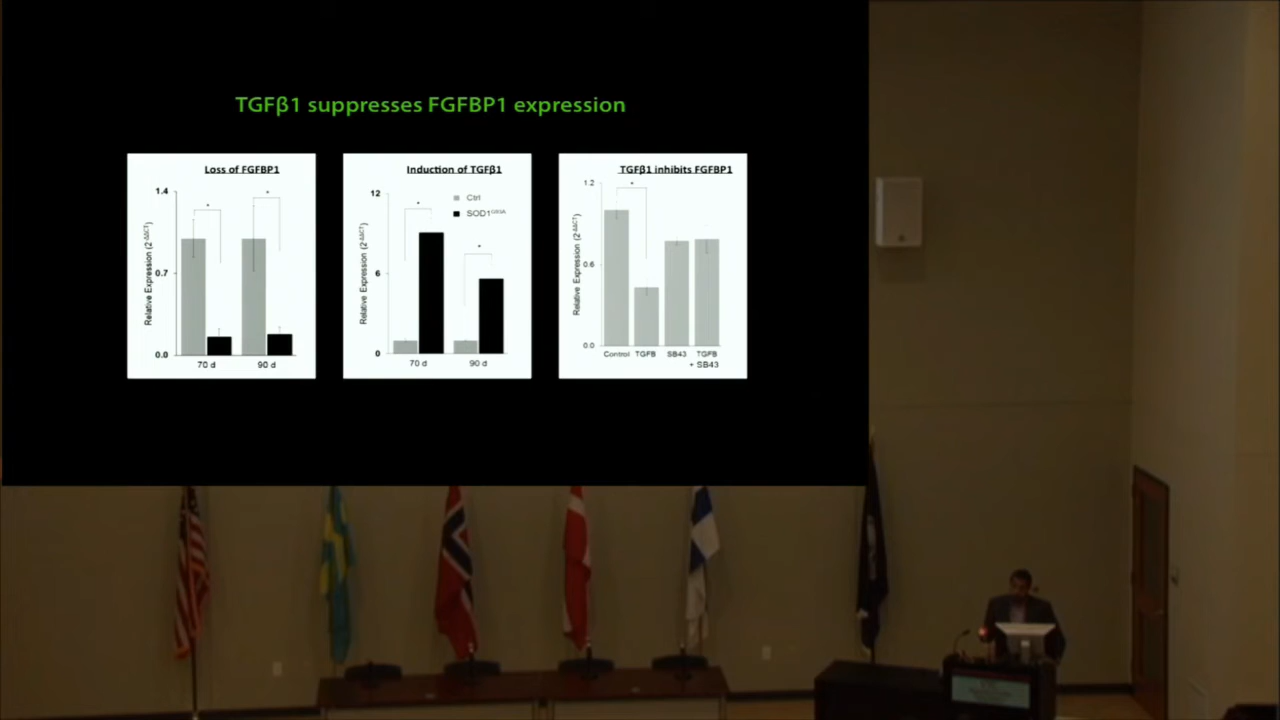 TGFβ1 suppresses FGFBP1 expression
Loss of FGFBP1
1.4
0.7
0.0
Relative Expression (2-ΔΔCT)
*
*
70 d
90 d
Induction of TGFβ1
12
6
0
Relative Expression (2-ΔΔCT)
Ctrl
SOD1G93A
*
*
70 d
90 d
TGFβ1 inhibits FGFBP1
1.2
0.6
0.0
Relative Expression (2-ΔΔCT)
*
Control TGFB SB43 TGFB
+ SB43